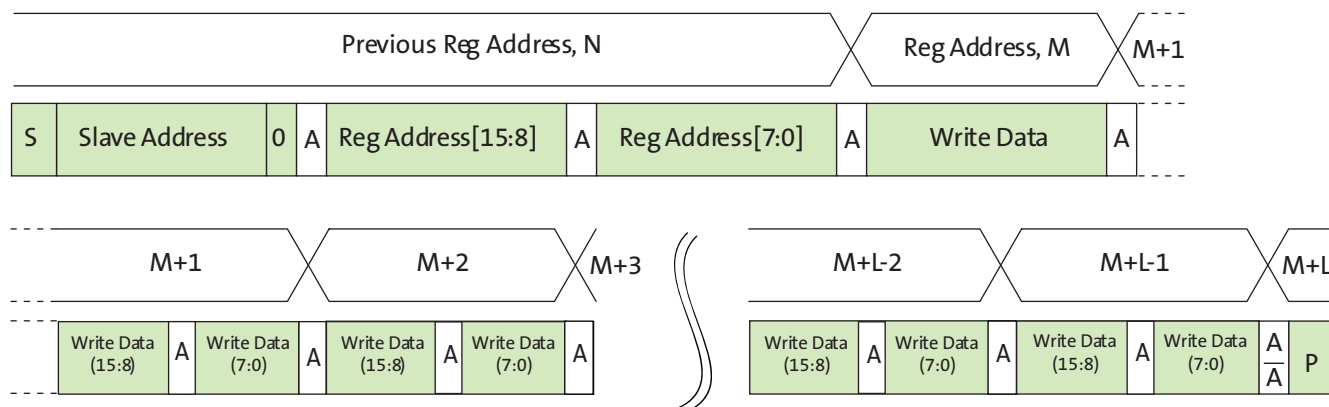 Previous Reg Address, N Reg Address, M M+1
S Slave Address 0 A Reg Address[15:8] A Reg Address[7:0] A Write Data A
M+1 M+2 M+3 M+L-2 M+L-1 M+L
Write Data (15:8) A Write Data (7:0) A Write Data (15:8) A Write Data (7:0) A Write Data (15:8) A Write Data (7:0) A Write Data (15:8) A Write Data (7:0) A/A P